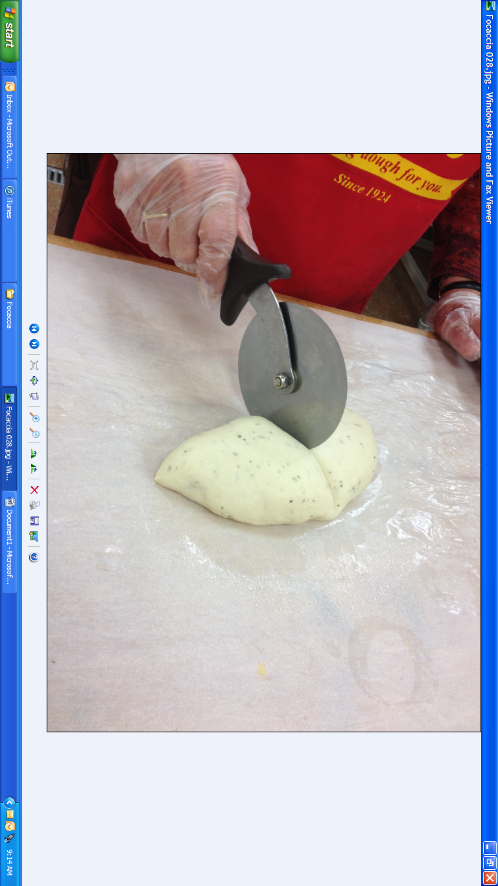 Focaccia 028.jpg - Windows Picture and Fax Viewer
g dough for you.
Since 1924
start
Inbox - Microsoft Out...
iTunes
Focaccia
Focaccia 028.jpg - Wi...
Document1 - Microsof...
9:14 AM